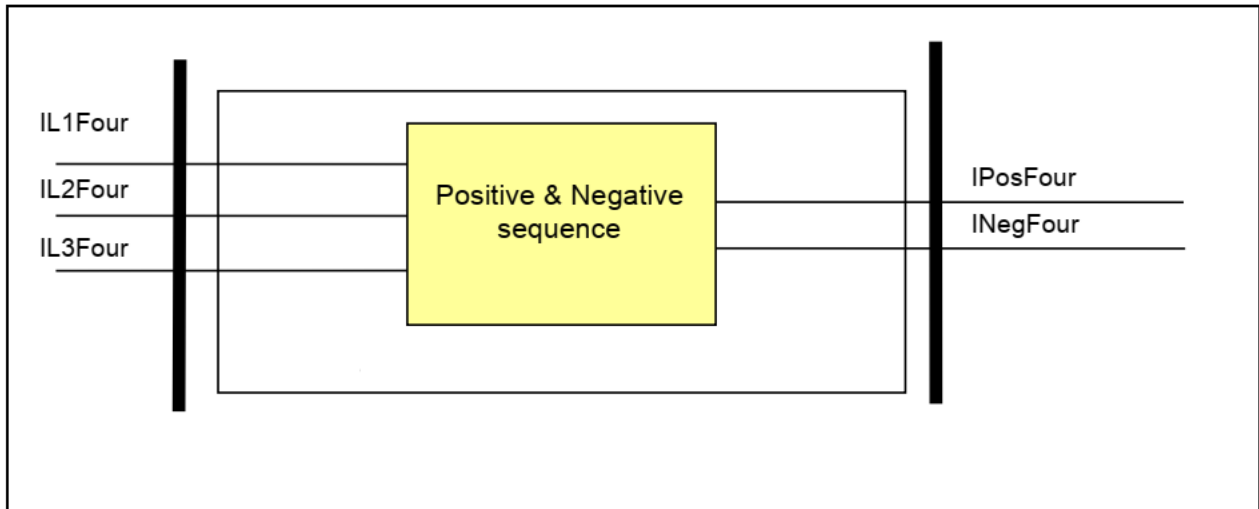 IL1Four
IL2Four
IL3Four
Positive & Negative
sequence
IPosFour
INegFour